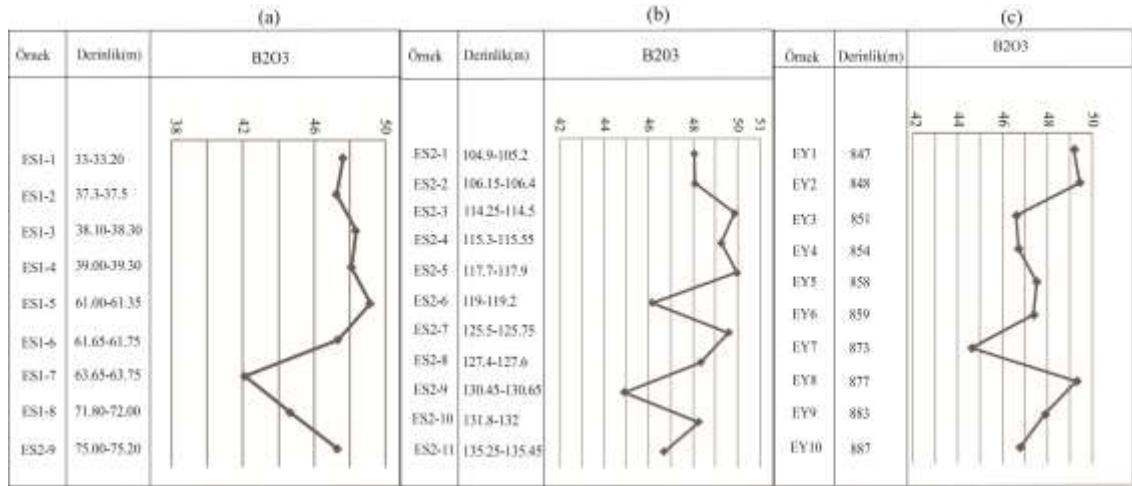 (a)
Örnek Derinlik(m) B2O3
38 42 46 50
ES1-1 33-33.20
ES1-2 37.3-37.5
ES1-3 38.10-38.30
ES1-4 39.00-39.30
ES1-5 61.00-61.35
ES1-6 61.65-61.75
ES1-7 63.65-63.75
ES1-8 71.80-72.00
ES2-9 75.00-75.20
(b)
Örnek Derinlik(m) B203
42 44 46 48 50 51
ES2-1 104.9-105.2
ES2-2 106.15-106.4
ES2-3 114.25-114.5
ES2-4 115.3-115.55
ES2-5 117.7-117.9
ES2-6 119-119.2
ES2-7 125.5-125.75
ES2-8 127.4-127.6
ES2-9 130.45-130.65
ES2-10 131.8-132
ES2-11 135.25-135.45
(c)
Örnek Derinlik(m) B2O3
42 44 46 48 50
EY1 847
EY2 848
EY3 851
EY4 854
EY5 858
EY6 859
EY7 873
EY8 877
EY9 883
EY10 887